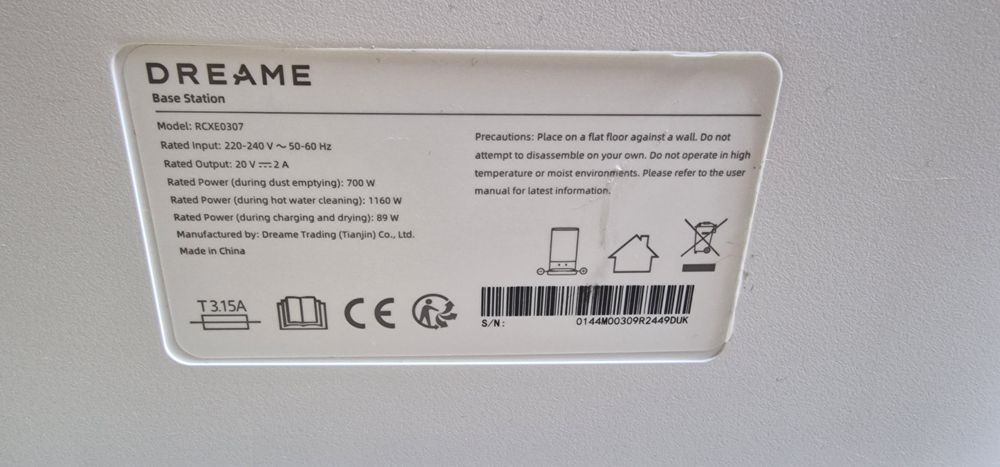 DREAME
Base Station
Model: RCXE0307
Rated Input: 220-240 V ~ 50-60 Hz
Rated Output: 20 V ⎓ 2 A
Rated Power (during dust emptying): 700 W
Rated Power (during hot water cleaning): 1160 W
Rated Power (during charging and drying): 89 W
Manufactured by: Dreame Trading (Tianjin) Co., Ltd.
Made in China
Precautions: Place on a flat floor against a wall. Do not
attempt to disassemble on your own. Do not operate in high
temperature or moist environments. Please refer to the user
manual for latest information.
T 3.15A
CE
S/N: 0144M00309R2449DUK